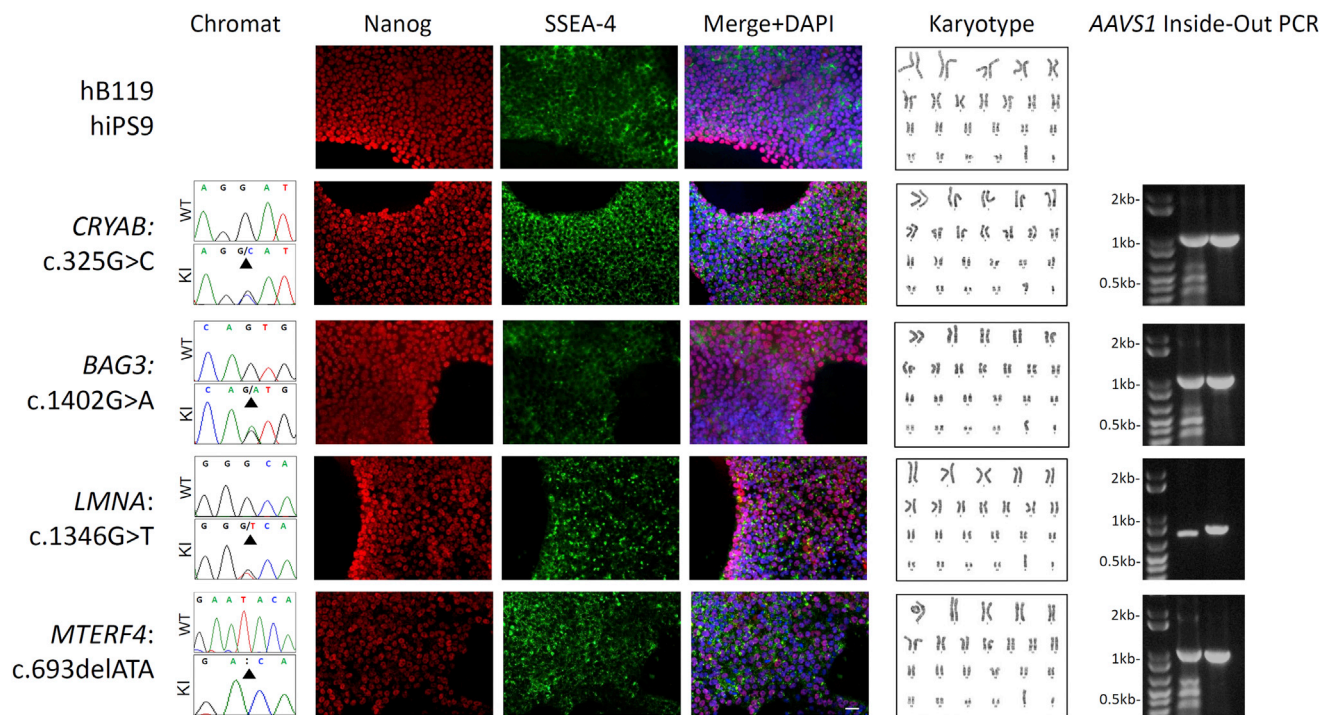 Chromat Nanog SSEA-4 Merge+DAPI Karyotype AAVS1 Inside-Out PCR
hB119
hiPS9
CRYAB:
c.325G>C
WT
A G G A T
KI
A G G/C A T
2kb-
1kb-
0.5kb-
BAG3:
c.1402G>A
WT
C A G T G
KI
C A G/A T G
2kb-
1kb-
0.5kb-
LMNA:
c.1346G>T
WT
G G G C A
KI
G G G/T C A
2kb-
1kb-
0.5kb-
MTERF4:
c.693delATA
WT
G A A T A C A
KI
G A : C A
2kb-
1kb-
0.5kb-